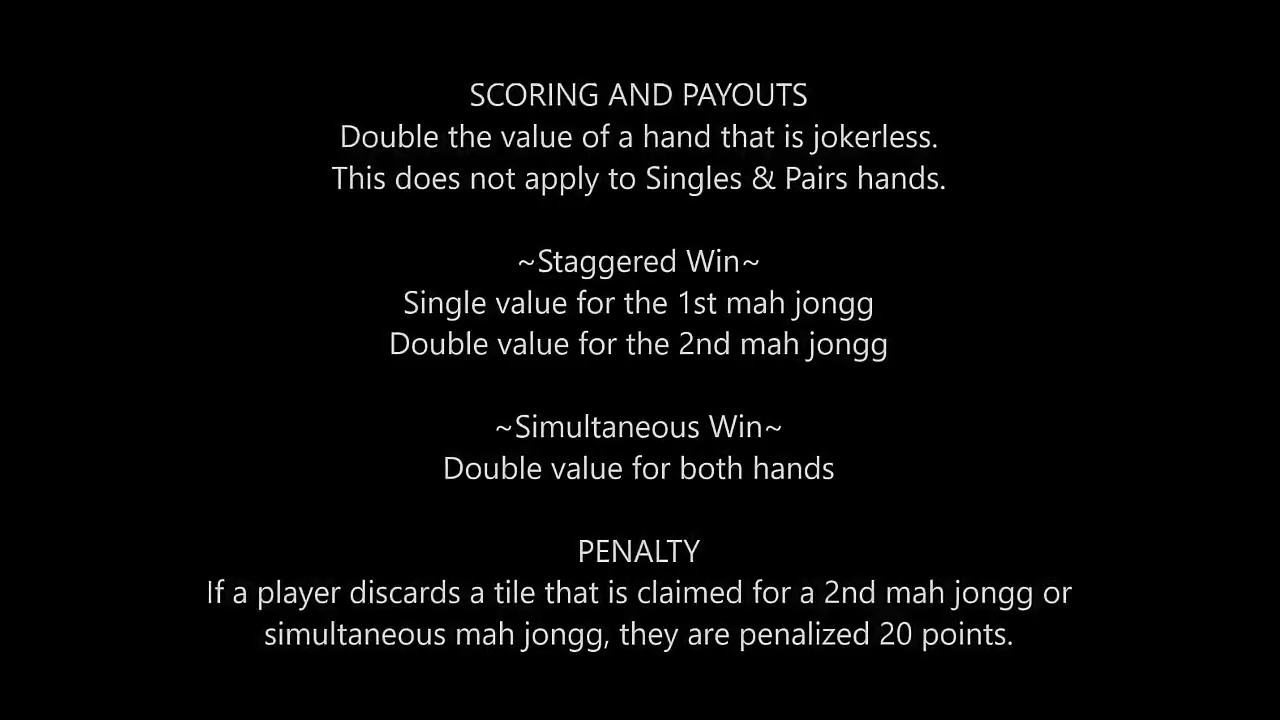 SCORING AND PAYOUTS
Double the value of a hand that is jokerless.
This does not apply to Singles & Pairs hands.
~Staggered Win~
Single value for the 1st mah jongg
Double value for the 2nd mah jongg
~Simultaneous Win~
Double value for both hands
PENALTY
If a player discards a tile that is claimed for a 2nd mah jongg or
simultaneous mah jongg, they are penalized 20 points.